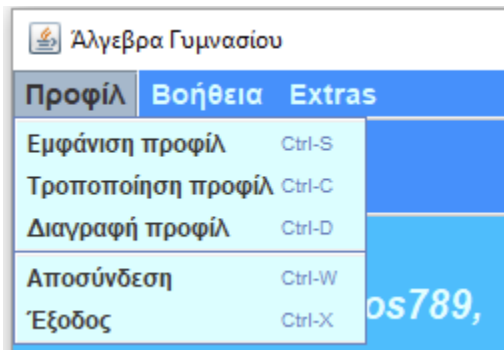 Άλγεβρα Γυμνασίου
Προφίλ Βοήθεια Extras
Εμφάνιση προφίλ Ctrl-S
Τροποποίηση προφίλ Ctrl-C
Διαγραφή προφίλ Ctrl-D
Αποσύνδεση Ctrl-W
Έξοδος Ctrl-X
os789,